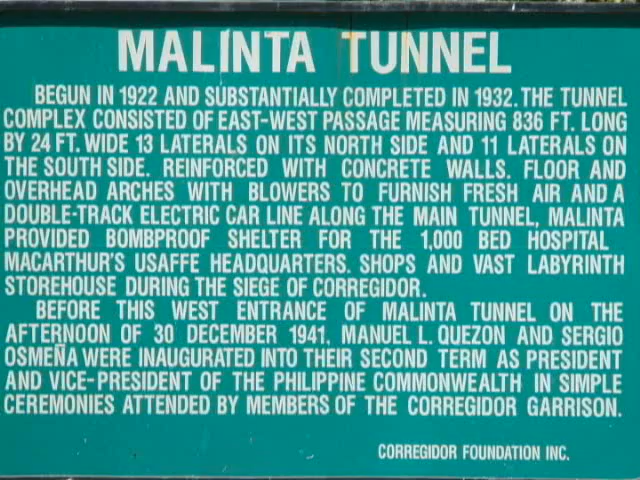 MALINTA TUNNEL
BEGUN IN 1922 AND SUBSTANTIALLY COMPLETED IN 1932. THE TUNNEL
COMPLEX CONSISTED OF EAST-WEST PASSAGE MEASURING 836 FT. LONG
BY 24 FT. WIDE 13 LATERALS ON ITS NORTH SIDE AND 11 LATERALS ON
THE SOUTH SIDE. REINFORCED WITH CONCRETE WALLS. FLOOR AND
OVERHEAD ARCHES WITH BLOWERS TO FURNISH FRESH AIR AND A
DOUBLE-TRACK ELECTRIC CAR LINE ALONG THE MAIN TUNNEL, MALINTA
PROVIDED BOMBPROOF SHELTER FOR THE 1,000 BED HOSPITAL
MACARTHUR'S USAFFE HEADQUARTERS. SHOPS AND VAST LABYRINTH
STOREHOUSE DURING THE SIEGE OF CORREGIDOR.
BEFORE THIS WEST ENTRANCE OF MALINTA TUNNEL ON THE
AFTERNOON OF 30 DECEMBER 1941, MANUEL L. QUEZON AND SERGIO
OSMEÑA WERE INAUGURATED INTO THEIR SECOND TERM AS PRESIDENT
AND VICE-PRESIDENT OF THE PHILIPPINE COMMONWEALTH IN SIMPLE
CEREMONIES ATTENDED BY MEMBERS OF THE CORREGIDOR GARRISON.
CORREGIDOR FOUNDATION INC.